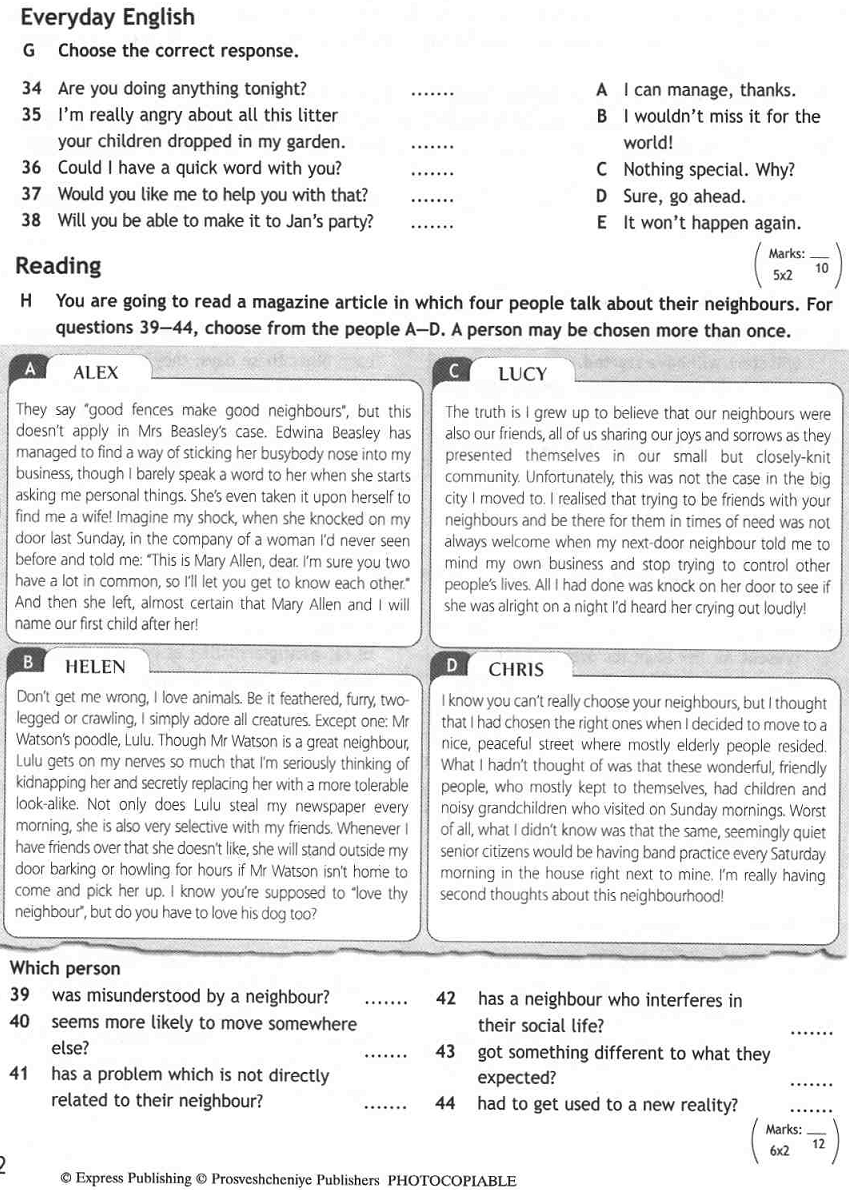 Everyday English
G Choose the correct response.
34 Are you doing anything tonight? .......
35 I'm really angry about all this litter
your children dropped in my garden. .......
36 Could I have a quick word with you? .......
37 Would you like me to help you with that? .......
38 Will you be able to make it to Jan's party? .......
A I can manage, thanks.
B I wouldn't miss it for the
world!
C Nothing special. Why?
D Sure, go ahead.
E It won't happen again.
Marks: __
5x2 10
Reading
H You are going to read a magazine article in which four people talk about their neighbours. For
questions 39—44, choose from the people A—D. A person may be chosen more than once.
A ALEX
They say "good fences make good neighbours", but this
doesn't apply in Mrs Beasley's case. Edwina Beasley has
managed to find a way of sticking her busybody nose into my
business, though I barely speak a word to her when she starts
asking me personal things. She's even taken it upon herself to
find me a wife! Imagine my shock, when she knocked on my
door last Sunday, in the company of a woman I'd never seen
before and told me: "This is Mary Allen, dear. I'm sure you two
have a lot in common, so I'll let you get to know each other."
And then she left, almost certain that Mary Allen and I will
name our first child after her!
B HELEN
Don't get me wrong, I love animals. Be it feathered, furry, two-
legged or crawling, I simply adore all creatures. Except one: Mr
Watson's poodle, Lulu. Though Mr Watson is a great neighbour,
Lulu gets on my nerves so much that I'm seriously thinking of
kidnapping her and secretly replacing her with a more tolerable
look-alike. Not only does Lulu steal my newspaper every
morning, she is also very selective with my friends. Whenever I
have friends over that she doesn't like, she will stand outside my
door barking or howling for hours if Mr Watson isn't home to
come and pick her up. I know you're supposed to "love thy
neighbour", but do you have to love his dog too?
C LUCY
The truth is I grew up to believe that our neighbours were
also our friends, all of us sharing our joys and sorrows as they
presented themselves in our small but closely-knit
community. Unfortunately, this was not the case in the big
city I moved to. I realised that trying to be friends with your
neighbours and be there for them in times of need was not
always welcome when my next-door neighbour told me to
mind my own business and stop trying to control other
people's lives. All I had done was knock on her door to see if
she was alright on a night I'd heard her crying out loudly!
D CHRIS
I know you can't really choose your neighbours, but I thought
that I had chosen the right ones when I decided to move to a
nice, peaceful street where mostly elderly people resided.
What I hadn't thought of was that these wonderful, friendly
people, who mostly kept to themselves, had children and
noisy grandchildren who visited on Sunday mornings. Worst
of all, what I didn't know was that the same, seemingly quiet
senior citizens would be having band practice every Saturday
morning in the house right next to mine. I'm really having
second thoughts about this neighbourhood!
Which person
39 was misunderstood by a neighbour? .......
40 seems more likely to move somewhere
else? .......
41 has a problem which is not directly
related to their neighbour? .......
42 has a neighbour who interferes in
their social life? .......
43 got something different to what they
expected? .......
44 had to get used to a new reality? .......
Marks: __
6x2 12
2
© Express Publishing © Prosveshcheniye Publishers PHOTOCOPIABLE